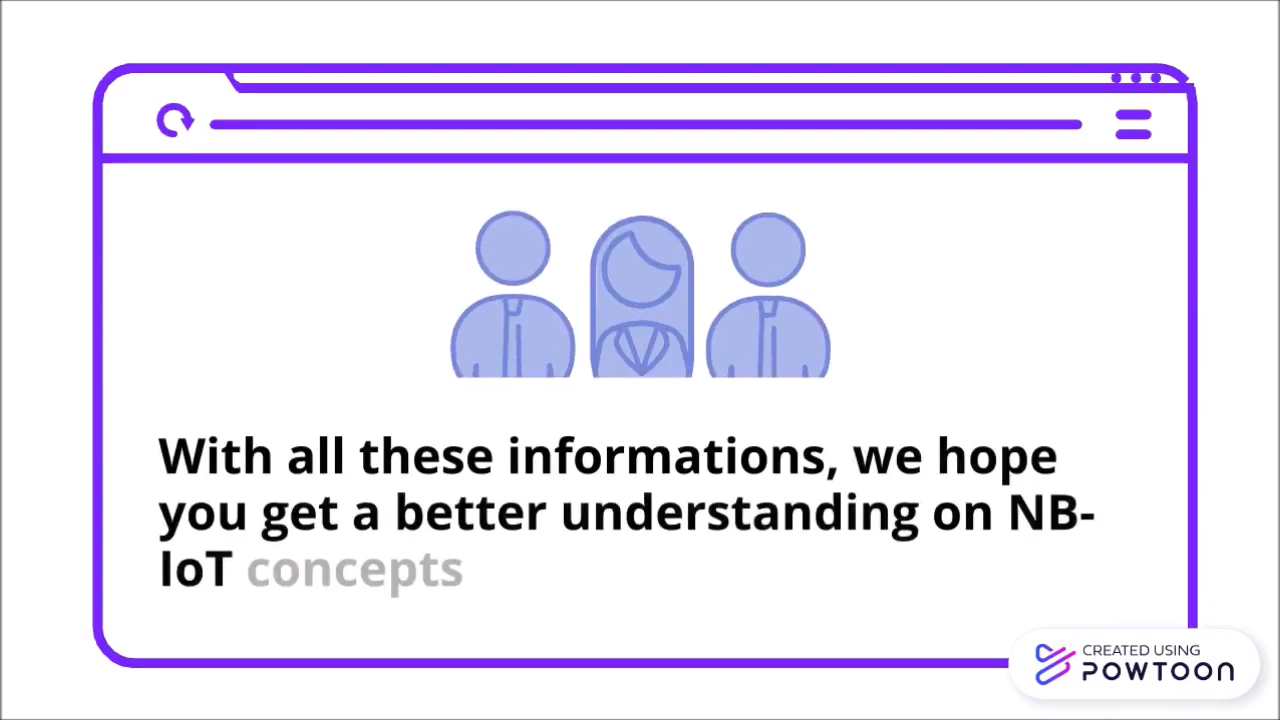 With all these informations, we hope
you get a better understanding on NB-
IoT concepts
CREATED USING
POWTOON